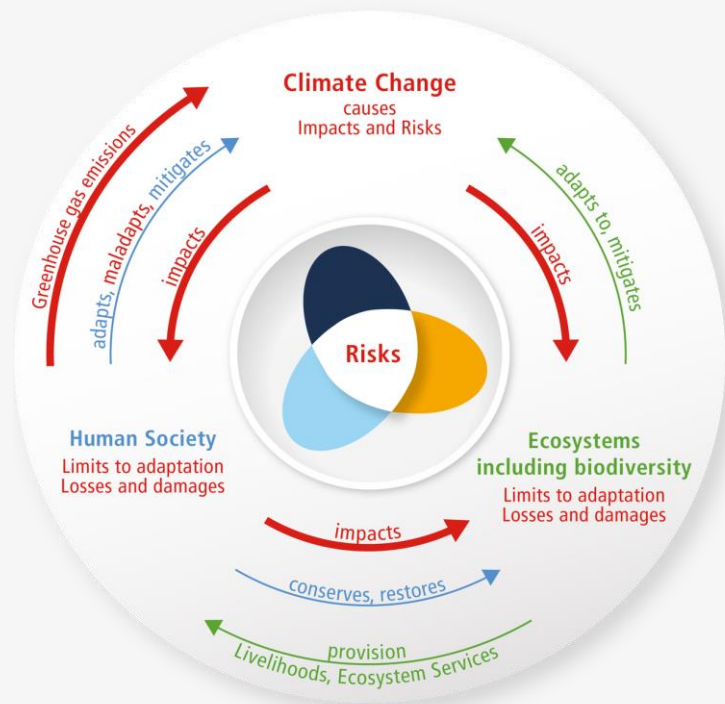 Climate Change
causes
Impacts and Risks
Greenhouse gas emissions
adapts, maladapts, mitigates
impacts
impacts
adapts to, mitigates
Risks
Human Society
Limits to adaptation
Losses and damages
Ecosystems
including biodiversity
Limits to adaptation
Losses and damages
impacts
conserves, restores
provision
Livelihoods, Ecosystem Services